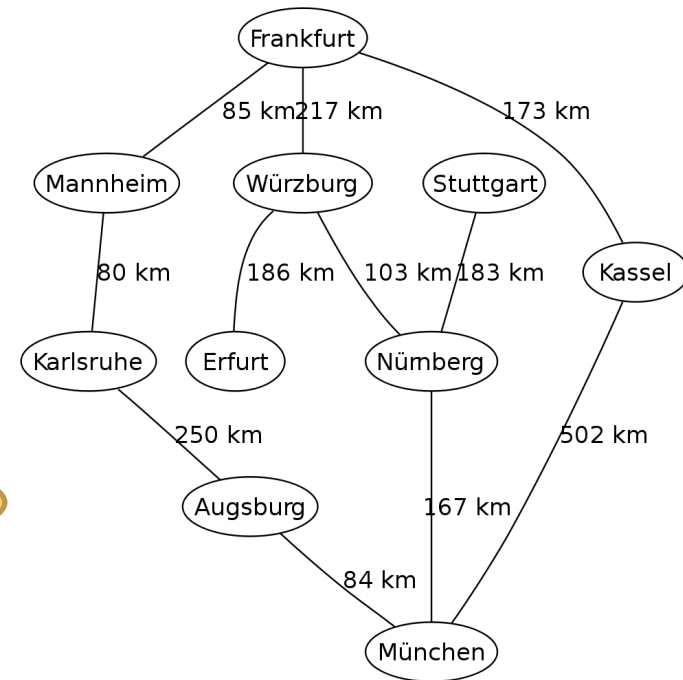 Frankfurt
85 km
217 km
173 km
Mannheim
Würzburg
Stuttgart
80 km
186 km
103 km
183 km
Kassel
Karlsruhe
Erfurt
Nürnberg
250 km
502 km
Augsburg
167 km
84 km
München